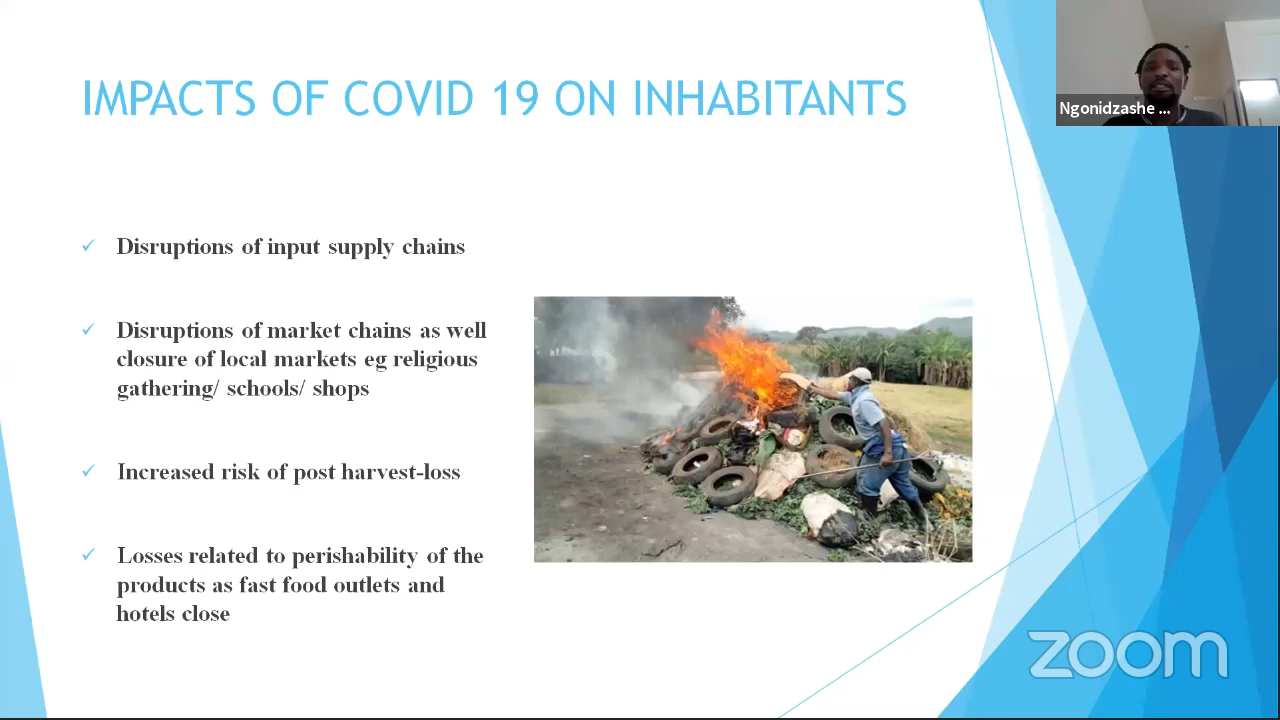 IMPACTS OF COVID 19 ON INHABITANTS
Ngonidzashe ...
✓ Disruptions of input supply chains
✓ Disruptions of market chains as well
closure of local markets eg religious
gathering/ schools/ shops
✓ Increased risk of post harvest-loss
✓ Losses related to perishability of the
products as fast food outlets and
hotels close
zoom